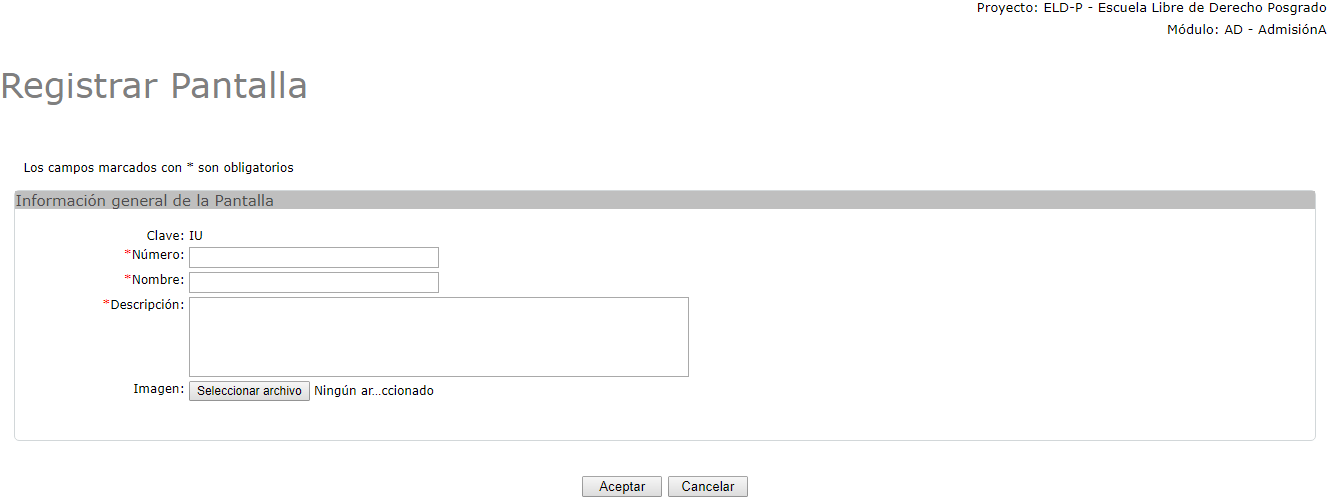 Proyecto: ELD-P - Escuela Libre de Derecho Posgrado
Módulo: AD - AdmisiónA
Registrar Pantalla
Los campos marcados con * son obligatorios
Información general de la Pantalla
Clave: IU
*Número:
*Nombre:
*Descripción:
Imagen: Seleccionar archivo Ningún ar...ccionado
Aceptar Cancelar